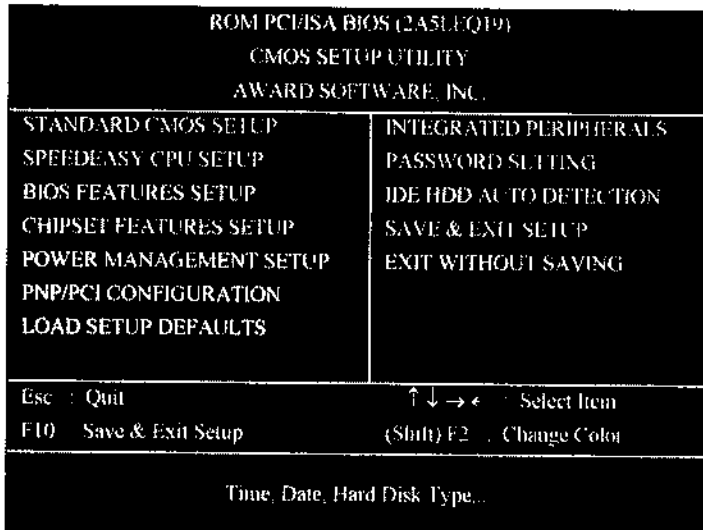 ROM PCI/ISA BIOS (2A5LEQ19)
CMOS SETUP UTILITY
AWARD SOFTWARE, INC.
STANDARD CMOS SETUP
SPEEDEASY CPU SETUP
BIOS FEATURES SETUP
CHIPSET FEATURES SETUP
POWER MANAGEMENT SETUP
PNP/PCI CONFIGURATION
LOAD SETUP DEFAULTS
INTEGRATED PERIPHERALS
PASSWORD SETTING
IDE HDD AUTO DETECTION
SAVE & EXIT SETUP
EXIT WITHOUT SAVING
Esc : Quit
↑ ↓ → ← : Select Item
F10 Save & Exit Setup
(Shift) F2 : Change Color
Time, Date, Hard Disk Type...